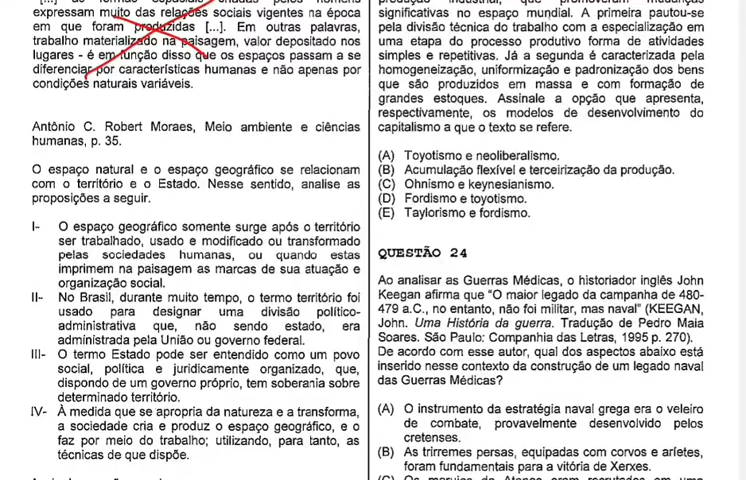 expressam muito das relações sociais vigentes na época
em que foram produzidas [...]. Em outras palavras,
trabalho materializado na paisagem, valor depositado nos
lugares - é em função disso que os espaços passam a se
diferenciar por características humanas e não apenas por
condições naturais variáveis.
Antônio C. Robert Moraes, Meio ambiente e ciências
humanas, p. 35.
O espaço natural e o espaço geográfico se relacionam
com o território e o Estado. Nesse sentido, analise as
proposições a seguir.
I- O espaço geográfico somente surge após o território
ser trabalhado, usado e modificado ou transformado
pelas sociedades humanas, ou quando estas
imprimem na paisagem as marcas de sua atuação e
organização social.
II- No Brasil, durante muito tempo, o termo território foi
usado para designar uma divisão político-
administrativa que, não sendo estado, era
administrada pela União ou governo federal.
III- O termo Estado pode ser entendido como um povo
social, política e juridicamente organizado, que,
dispondo de um governo próprio, tem soberania sobre
determinado território.
IV- À medida que se apropria da natureza e a transforma,
a sociedade cria e produz o espaço geográfico, e o
faz por meio do trabalho; utilizando, para tanto, as
técnicas de que dispõe.
significativas no espaço mundial. A primeira pautou-se
pela divisão técnica do trabalho com a especialização em
uma etapa do processo produtivo forma de atividades
simples e repetitivas. Já a segunda é caracterizada pela
homogeneização, uniformização e padronização dos bens
que são produzidos em massa e com formação de
grandes estoques. Assinale a opção que apresenta,
respectivamente, os modelos de desenvolvimento do
capitalismo a que o texto se refere.
(A) Toyotismo e neoliberalismo.
(B) Acumulação flexível e terceirização da produção.
(C) Ohnismo e keynesianismo.
(D) Fordismo e toyotismo.
(E) Taylorismo e fordismo.
QUESTÃO 24
Ao analisar as Guerras Médicas, o historiador inglês John
Keegan afirma que "O maior legado da campanha de 480-
479 a.C., no entanto, não foi militar, mas naval" (KEEGAN,
John. Uma História da guerra. Tradução de Pedro Maia
Soares. São Paulo: Companhia das Letras, 1995 p. 270).
De acordo com esse autor, qual dos aspectos abaixo está
inserido nesse contexto da construção de um legado naval
das Guerras Médicas?
(A) O instrumento da estratégia naval grega era o veleiro
de combate, provavelmente desenvolvido pelos
cretenses.
(B) As trirremes persas, equipadas com corvos e aríetes,
foram fundamentais para a vitória de Xerxes.